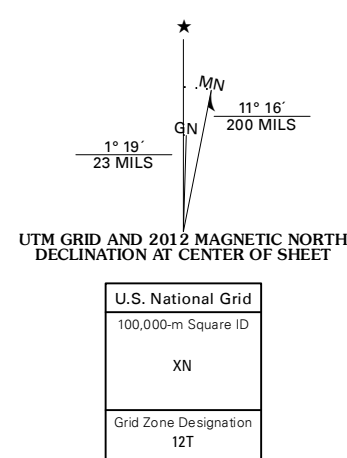 ★
MN
11° 16´
200 MILS
GN
1° 19´
23 MILS
UTM GRID AND 2012 MAGNETIC NORTH
DECLINATION AT CENTER OF SHEET
U.S. National Grid
100,000-m Square ID
XN
Grid Zone Designation
12T